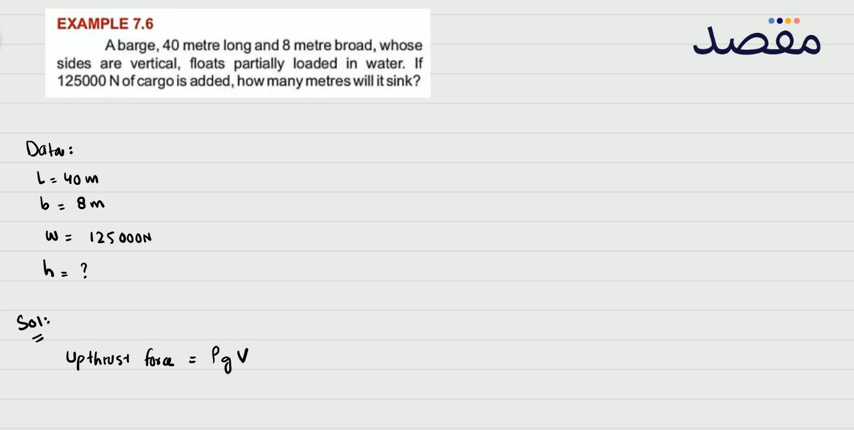 EXAMPLE 7.6
مقصد
A barge, 40 metre long and 8 metre broad, whose
sides are vertical, floats partially loaded in water. If
125000 N of cargo is added, how many metres will it sink?
Data:
L = 40 m
b = 8 m
w = 125000N
h = ?
Sol:
Upthrust force = ρgV